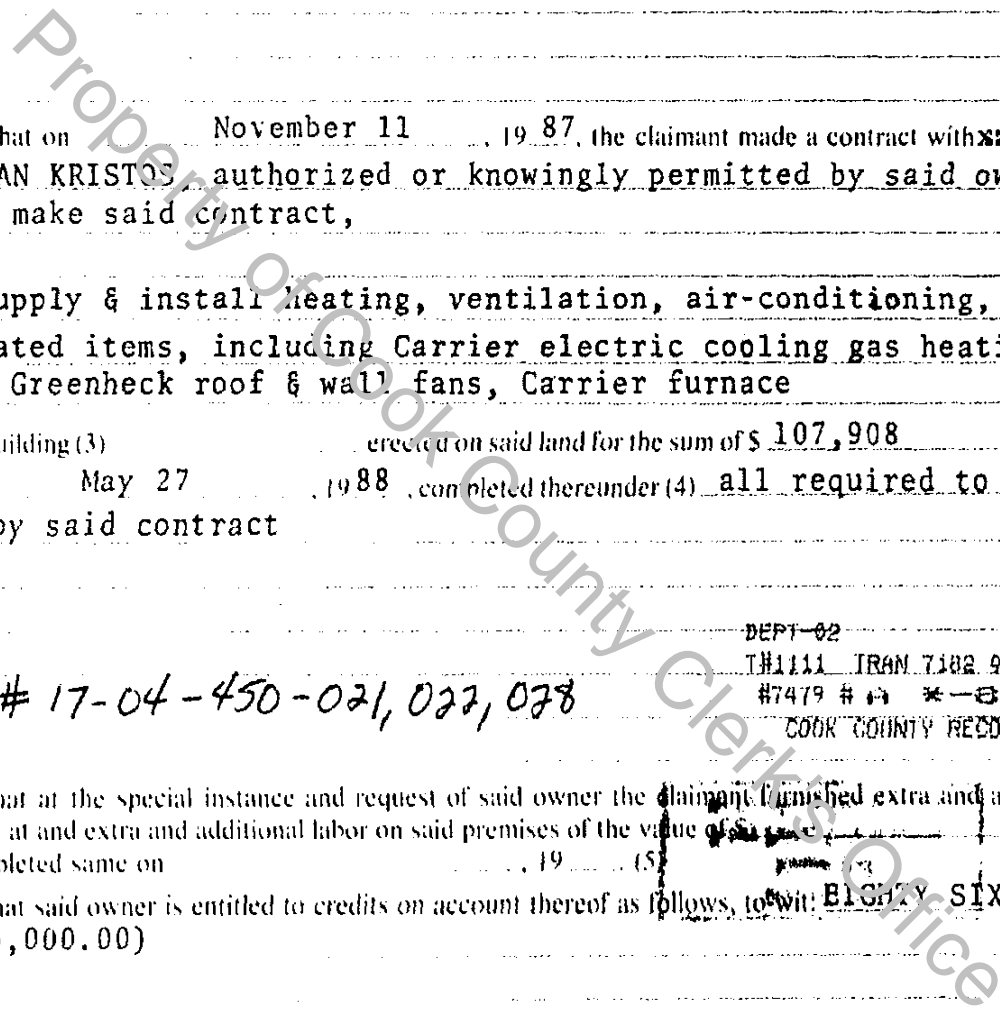 hat on November 11, 19 87, the claimant made a contract with
AN KRISTOS, authorized or knowingly permitted by said ow
make said contract,
upply & install heating, ventilation, air-conditioning,
ated items, including Carrier electric cooling gas heati
Greenheck roof & wall fans, Carrier furnace
uilding (3) erected on said land for the sum of $ 107,908
May 27, 19 88, completed thereunder (4) all required to
by said contract
DEPT-02
T#1111 TRAN 7182
#7479 #
# 17-04-450-021, 022, 028
COOK COUNTY RECO
hat at the special instance and request of said owner the claimant furnished extra and a
at and extra and additional labor on said premises of the value of $
pleted same on , 19 (5)
hat said owner is entitled to credits on account thereof as follows, to wit: EIGHTY SIX
,000.00)
Property of Cook County Clerk's Office